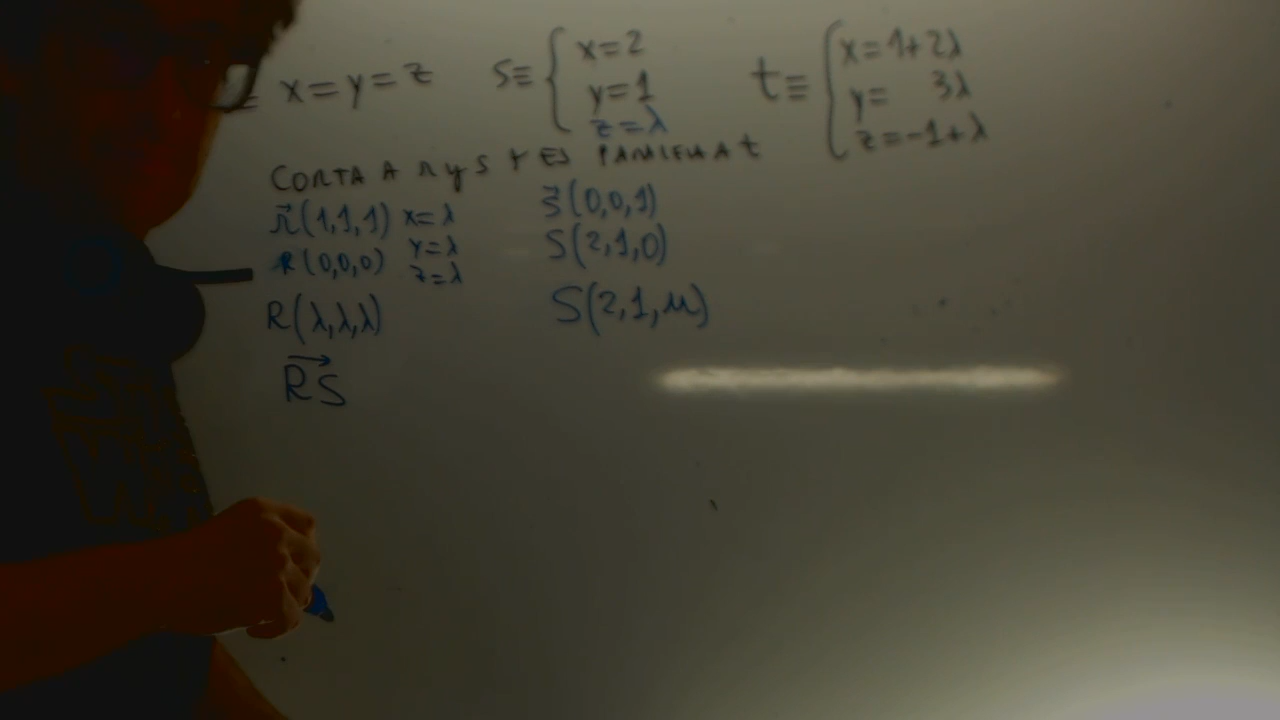 = x = y = z s ≡ { x = 2 y = 1 z = λ t ≡ { x = 1 + 2λ y = 3λ z = -1 + λ
CORTA A r y s Y ES PARALELA A t
r⃗ (1,1,1) x = λ s⃗ (0,0,1)
R (0,0,0) y = λ S (2,1,0)
z = λ
R (λ,λ,λ) S (2,1,μ)
RS⃗